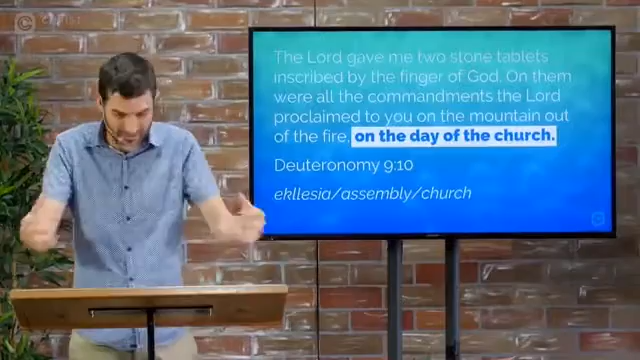 The Lord gave me two stone tablets
inscribed by the finger of God. On them
were all the commandments the Lord
proclaimed to you on the mountain out
of the fire, on the day of the church.
Deuteronomy 9:10
ekllesia/assembly/church